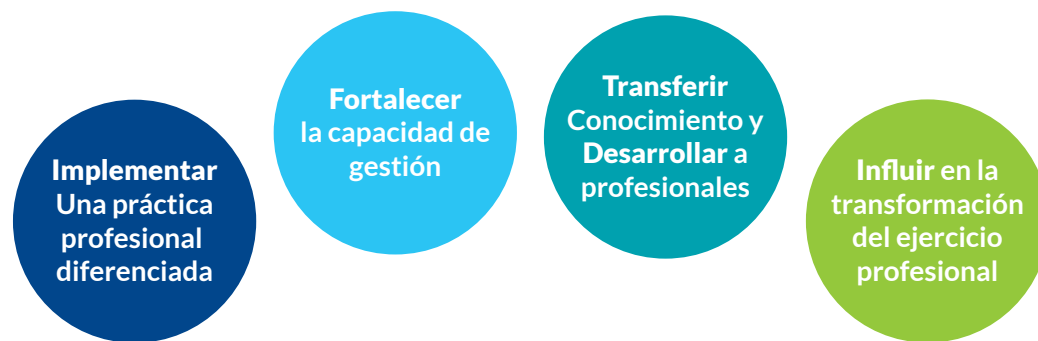 Implementar
Una práctica
profesional
diferenciada
Fortalecer
la capacidad de
gestión
Transferir
Conocimiento y
Desarrollar a
profesionales
Influir en la
transformación
del ejercicio
profesional